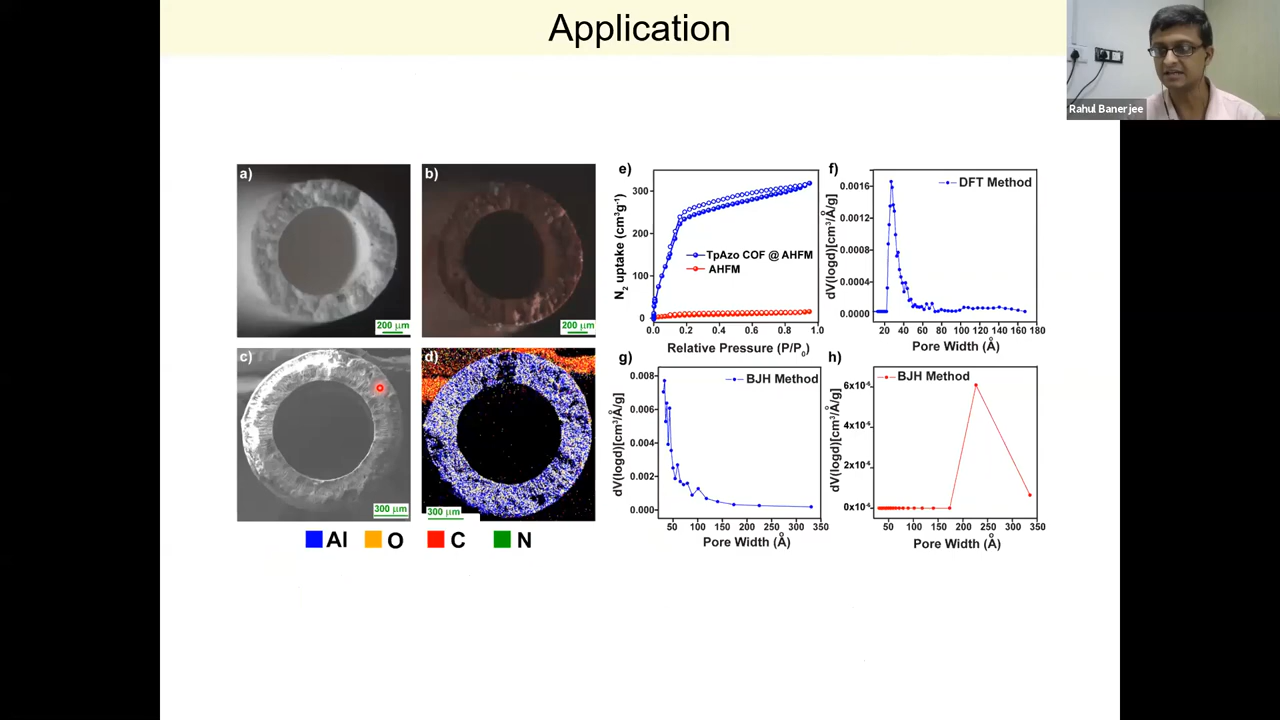 Application
Rahul Banerjee
a)
200 μm
b)
200 μm
c)
300 μm
d)
300 μm
Al
O
C
N
e)
N2 uptake (cm3g-1)
300
200
100
0
TpAzo COF @ AHFM
AHFM
0.0 0.2 0.4 0.6 0.8 1.0
Relative Pressure (P/P0)
f)
dV(logd)[cm3/Å/g]
DFT Method
0.0016
0.0012
0.0008
0.0004
0.0000
20 40 60 80 100 120 140 160 180
Pore Width (Å)
g)
dV(logd)[cm3/Å/g]
BJH Method
0.008
0.006
0.004
0.002
0.000
50 100 150 200 250 300 350
Pore Width (Å)
h)
dV(logd)[cm3/Å/g]
BJH Method
6x10-5
4x10-5
2x10-5
0x10-5
50 100 150 200 250 300 350
Pore Width (Å)